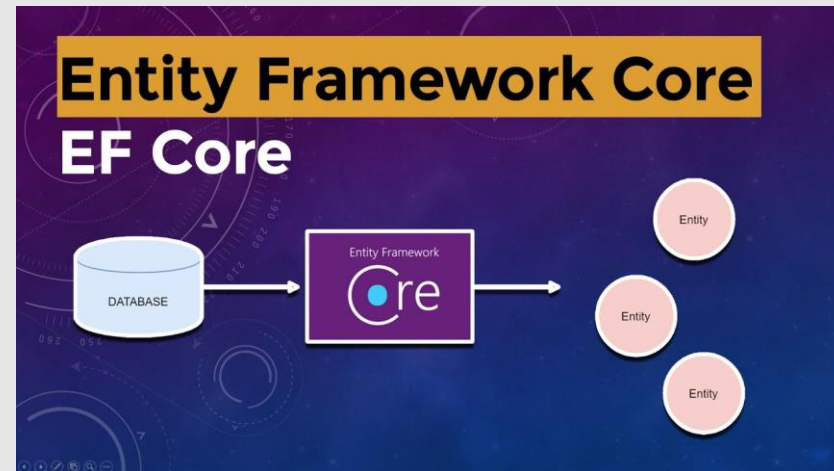 Entity Framework Core
EF Core
Entity
Entity Framework
Core
DATABASE
Entity
Entity